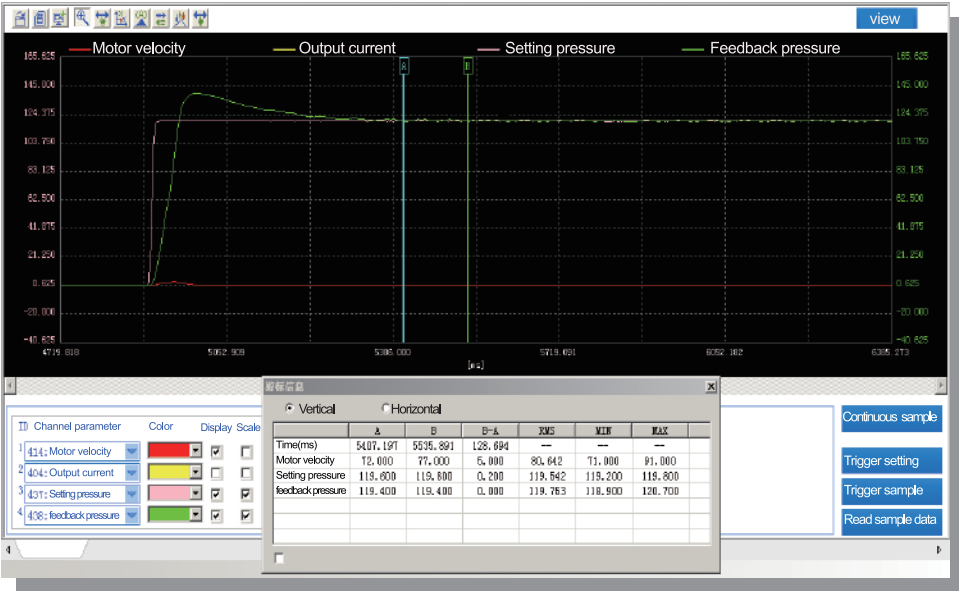 view
Motor velocity Output current Setting pressure Feedback pressure
165.625 165.625
A B
145.000 145.000
124.375 124.375
103.750 103.750
83.125 83.125
62.500 62.500
41.875 41.875
21.250 21.250
0.625 0.625
-20.000 -20.000
-40.625 -40.625
4719.818 5052.909 5386.000 5719.091 6052.182 6385.273
[ms]
游标信息
Vertical Horizontal
A B B-A RMS MIN MAX
Time(ms) 5407.197 5535.891 128.694 -- -- --
Motor velocity 72.000 77.000 5.000 80.642 71.000 91.000
Setting pressure 119.600 119.800 0.200 119.542 119.200 119.800
feedback pressure 119.400 119.400 0.000 119.753 118.900 120.700
ID Channel parameter Color Display Scale
1 414: Motor velocity
2 404: Output current
3 437: Setting pressure
4 438: feedback pressure
Continuous sample
Trigger setting
Trigger sample
Read sample data